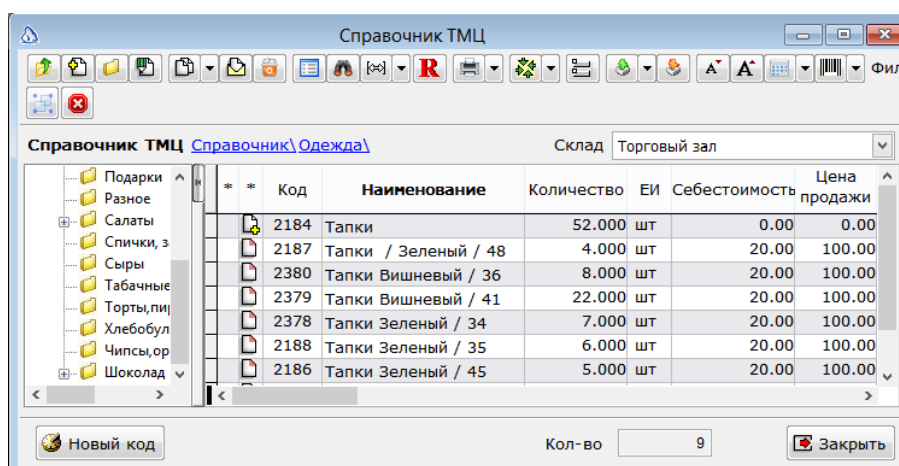 Справочник ТМЦ
R А А Фил
Справочник ТМЦ Справочник\ Одежда\ Склад Торговый зал
Подарки
Разное
Салаты
Спички, з
Сыры
Табачные
Торты,пи
Хлебобул
Чипсы,ор
Шоколад
* * Код Наименование Количество ЕИ Себестоимость Цена продажи
2184 Тапки 52.000 шт 0.00 0.00
2187 Тапки / Зеленый / 48 4.000 шт 20.00 100.00
2380 Тапки Вишневый / 36 8.000 шт 20.00 100.00
2379 Тапки Вишневый / 41 22.000 шт 20.00 100.00
2378 Тапки Зеленый / 34 7.000 шт 20.00 100.00
2188 Тапки Зеленый / 35 6.000 шт 20.00 100.00
2186 Тапки Зеленый / 45 5.000 шт 20.00 100.00
Новый код Кол-во 9 Закрыть